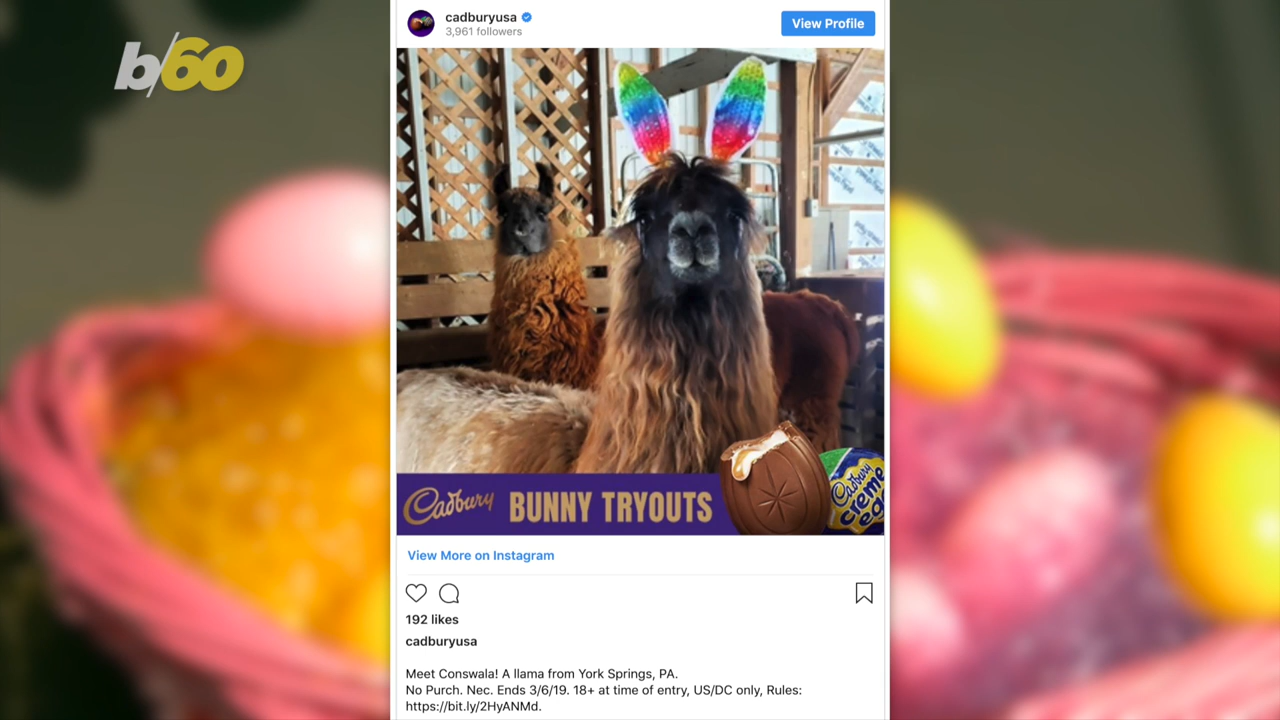 b/60
cadburyusa
3,961 followers
View Profile
Cadbury BUNNY TRYOUTS
Cadbury
creme
egg
View More on Instagram
192 likes
cadburyusa
Meet Conswala! A llama from York Springs, PA.
No Purch. Nec. Ends 3/6/19. 18+ at time of entry, US/DC only, Rules:
https://bit.ly/2HyANMd.